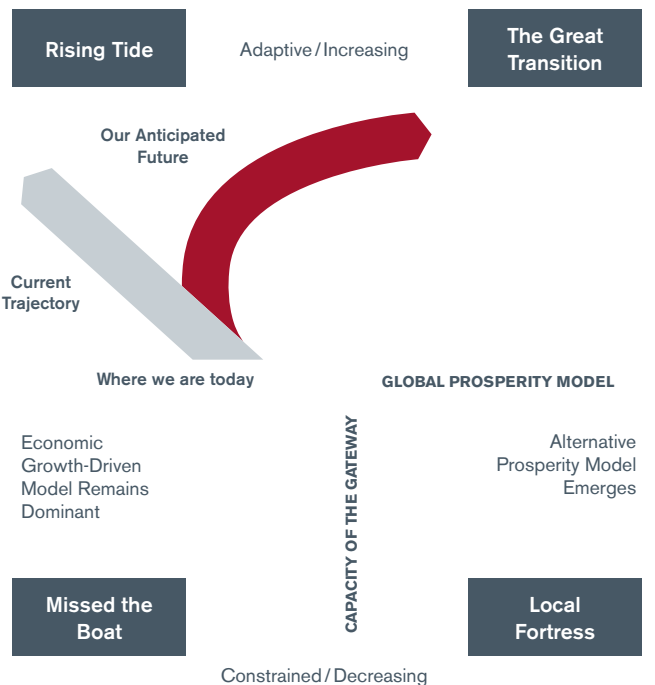 Rising Tide
Adaptive / Increasing
The Great
Transition
Our Anticipated
Future
Current
Trajectory
Where we are today
GLOBAL PROSPERITY MODEL
CAPACITY OF THE GATEWAY
Economic
Growth-Driven
Model Remains
Dominant
Alternative
Prosperity Model
Emerges
Missed the
Boat
Local
Fortress
Constrained / Decreasing